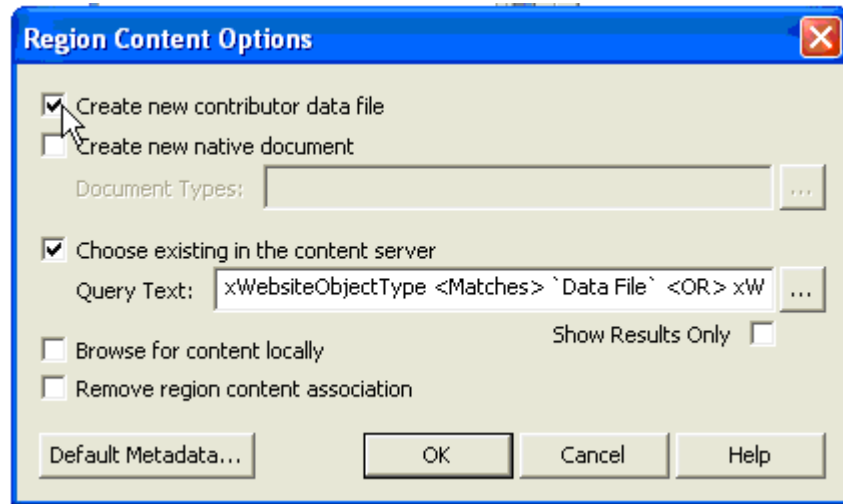 Region Content Options
Create new contributor data file
Create new native document
Document Types:
...
Choose existing in the content server
Query Text: xWebsiteObjectType <Matches> `Data File` <OR> xW ...
Show Results Only
Browse for content locally
Remove region content association
Default Metadata... OK Cancel Help